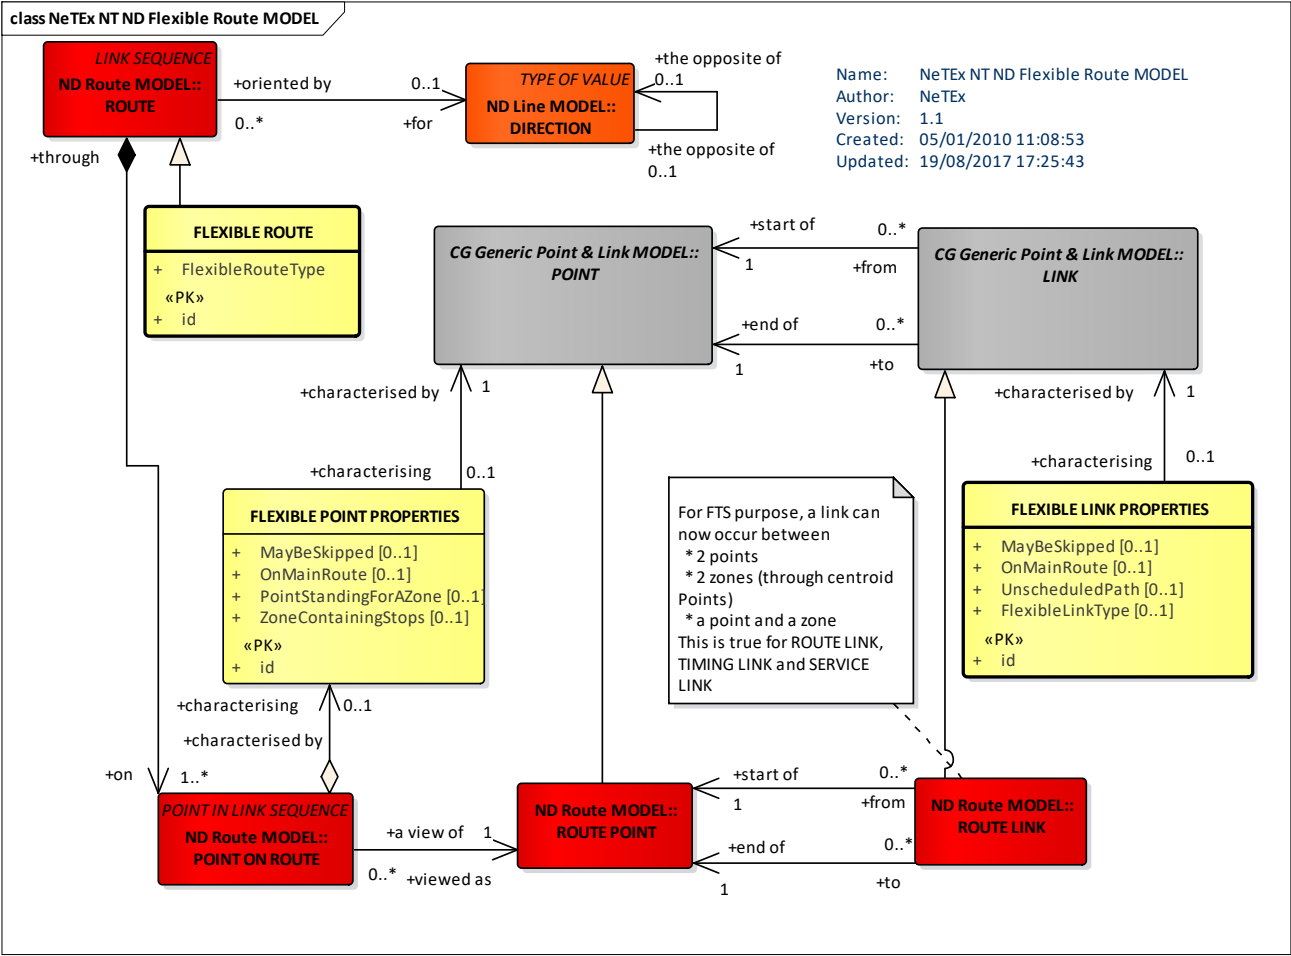 class NeTEx NT ND Flexible Route MODEL
LINK SEQUENCE
ND Route MODEL::
ROUTE
+oriented by
0..*
0..1
+for
TYPE OF VALUE
ND Line MODEL::
DIRECTION
+the opposite of
0..1
+the opposite of
0..1
Name: NeTEx NT ND Flexible Route MODEL
Author: NeTEx
Version: 1.1
Created: 05/01/2010 11:08:53
Updated: 19/08/2017 17:25:43
+through
FLEXIBLE ROUTE
+ FlexibleRouteType
«PK»
+ id
CG Generic Point & Link MODEL::
POINT
+start of
1
0..*
+from
+end of
1
0..*
+to
CG Generic Point & Link MODEL::
LINK
+characterised by
1
+characterising
0..1
+characterised by
1
+characterising
0..1
FLEXIBLE POINT PROPERTIES
+ MayBeSkipped [0..1]
+ OnMainRoute [0..1]
+ PointStandingForAZone [0..1]
+ ZoneContainingStops [0..1]
«PK»
+ id
For FTS purpose, a link can
now occur between
* 2 points
* 2 zones (through centroid
Points)
* a point and a zone
This is true for ROUTE LINK,
TIMING LINK and SERVICE
LINK
FLEXIBLE LINK PROPERTIES
+ MayBeSkipped [0..1]
+ OnMainRoute [0..1]
+ UnscheduledPath [0..1]
+ FlexibleLinkType [0..1]
«PK»
+ id
+characterising
0..1
+characterised by
+on
1..*
POINT IN LINK SEQUENCE
ND Route MODEL::
POINT ON ROUTE
+a view of
1
0..*
+viewed as
ND Route MODEL::
ROUTE POINT
+start of
1
0..*
+from
+end of
1
0..*
+to
ND Route MODEL::
ROUTE LINK